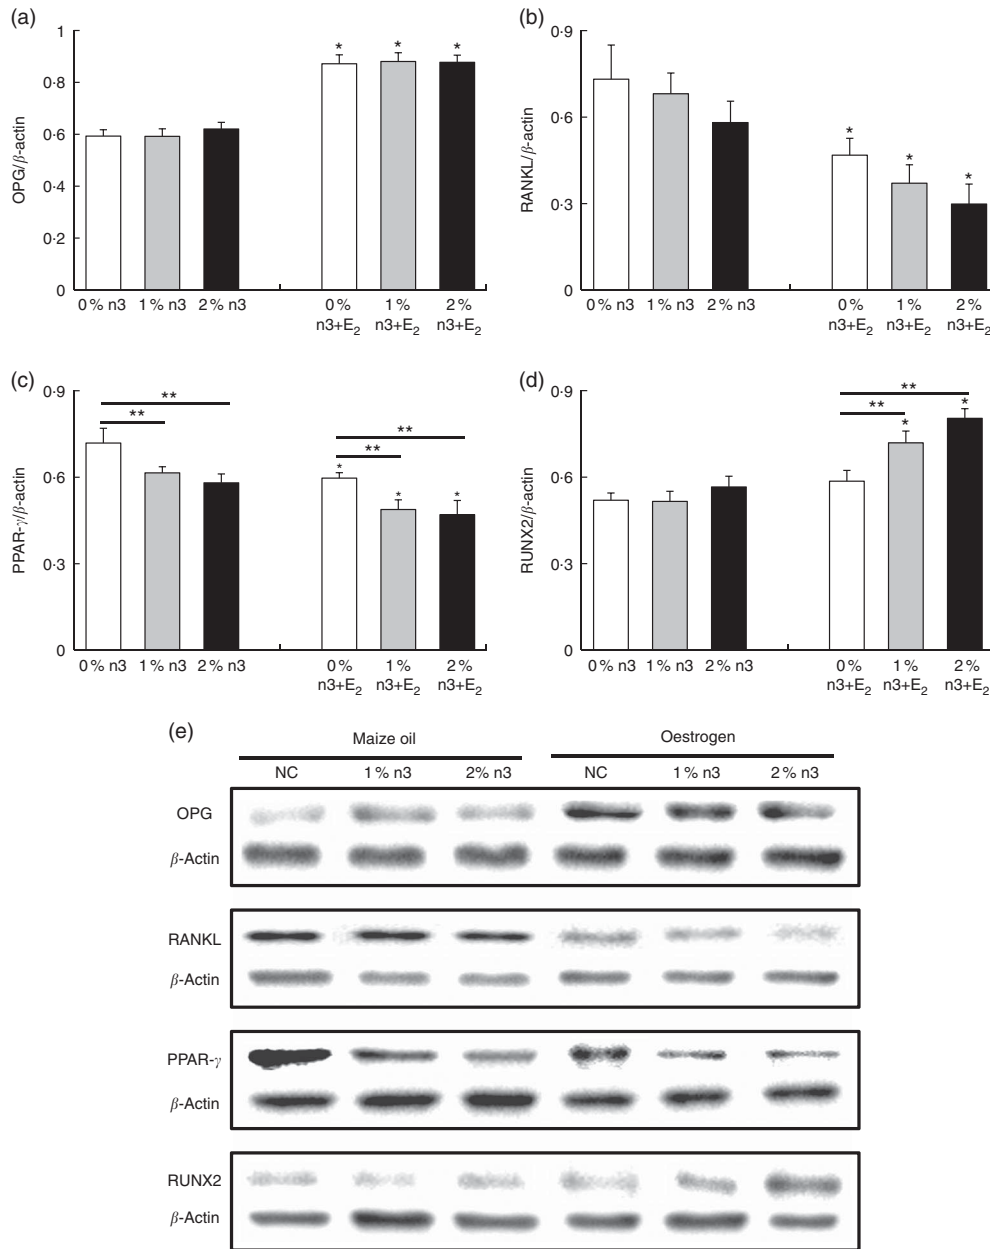 (a)
1
0·8
0·6
0·4
0·2
0
OPG/β-actin
* * *
0% n3 1% n3 2% n3 0% 1% 2%
n3+E₂ n3+E₂ n3+E₂
(b)
0·9
0·6
0·3
0
RANKL/β-actin
* * *
0% n3 1% n3 2% n3 0% 1% 2%
n3+E₂ n3+E₂ n3+E₂
(c)
0·9
0·6
0·3
0
PPAR-γ/β-actin
**
**
**
**
* * *
0% n3 1% n3 2% n3 0% 1% 2%
n3+E₂ n3+E₂ n3+E₂
(d)
0·9
0·6
0·3
0
RUNX2/β-actin
**
**
* *
0% n3 1% n3 2% n3 0% 1% 2%
n3+E₂ n3+E₂ n3+E₂
(e)
Maize oil Oestrogen
NC 1% n3 2% n3 NC 1% n3 2% n3
OPG
β-Actin
RANKL
β-Actin
PPAR-γ
β-Actin
RUNX2
β-Actin